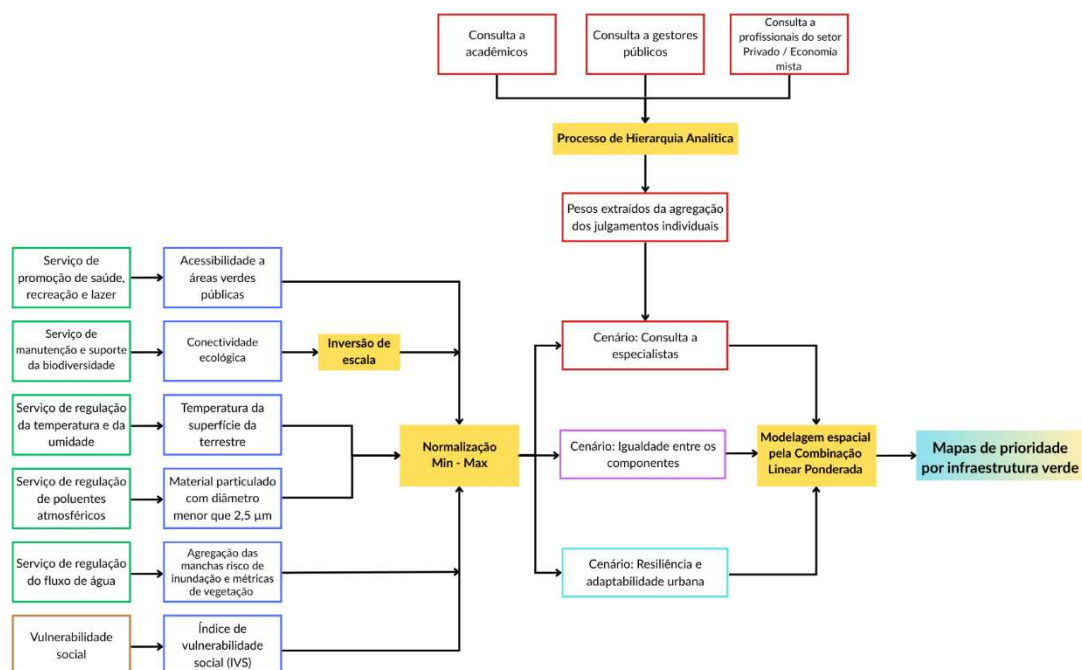 Consulta a
acadêmicos
Consulta a gestores
públicos
Consulta a
profissionais do setor
Privado / Economia
mista
Processo de Hierarquia Analítica
Pesos extraídos da agregação
dos julgamentos individuais
Serviço de
promoção de saúde,
recreação e lazer
Acessibilidade a
áreas verdes
públicas
Serviço de
manutenção e suporte
da biodiversidade
Conectividade
ecológica
Inversão de
escala
Cenário: Consulta a
especialistas
Serviço de regulação
da temperatura e da
umidade
Temperatura da
superfície da
terrestre
Normalização
Min - Max
Cenário: Igualdade entre os
componentes
Modelagem espacial
pela Combinação
Linear Ponderada
Mapas de prioridade
por infraestrutura verde
Serviço de regulação
de poluentes
atmosféricos
Material particulado
com diâmetro
menor que 2,5 μm
Serviço de regulação
do fluxo de água
Agregação das
manchas risco de
inundação e métricas
de vegetação
Cenário: Resiliência e
adaptabilidade urbana
Vulnerabilidade
social
Índice de
vulnerabilidade
social (IVS)